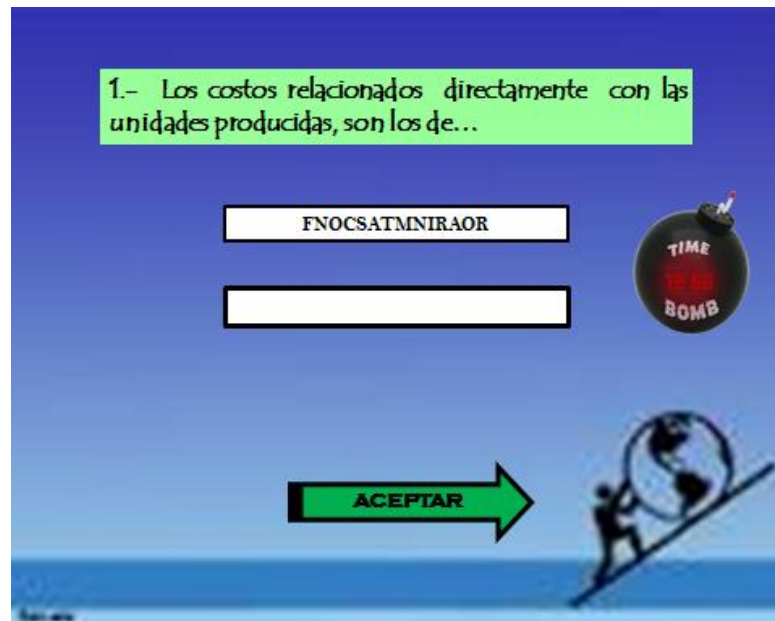 1.- Los costos relacionados directamente con las
unidades producidas, son los de...
FNOCSATMNIRAOR
TIME
BOMB
ACEPTAR